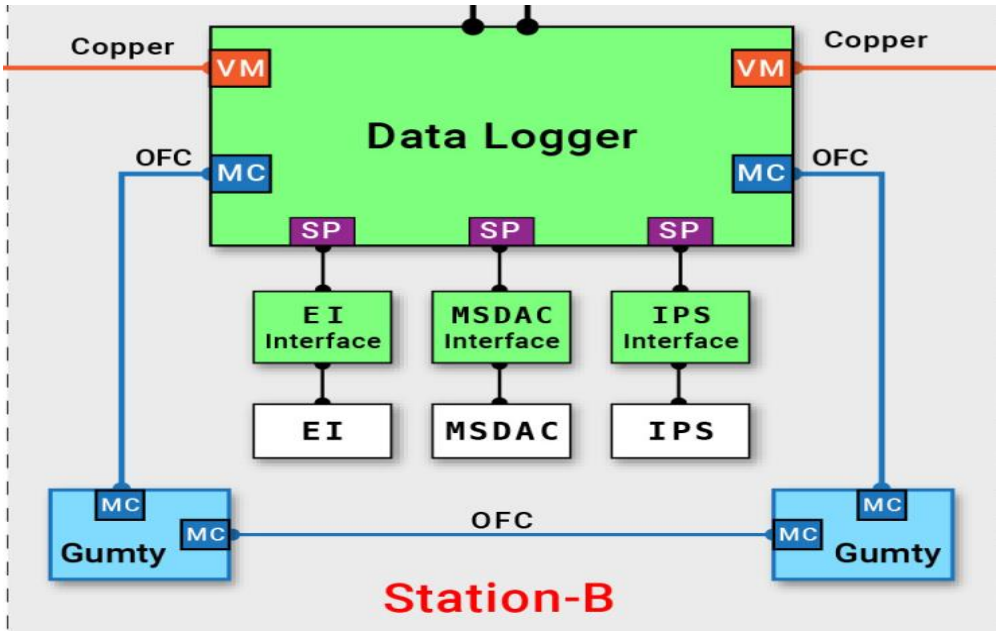 Copper
Copper
VM
VM
Data Logger
OFC
OFC
MC
MC
SP
SP
SP
EI
Interface
MSDAC
Interface
IPS
Interface
EI
MSDAC
IPS
MC
MC
OFC
MC
MC
Gumty
Gumty
Station-B